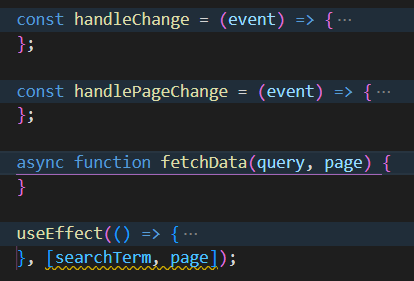 const handleChange = (event) => {⋯
};
const handlePageChange = (event) => {⋯
};
async function fetchData(query, page) {
}
useEffect(() => {⋯
}, [searchTerm, page]);